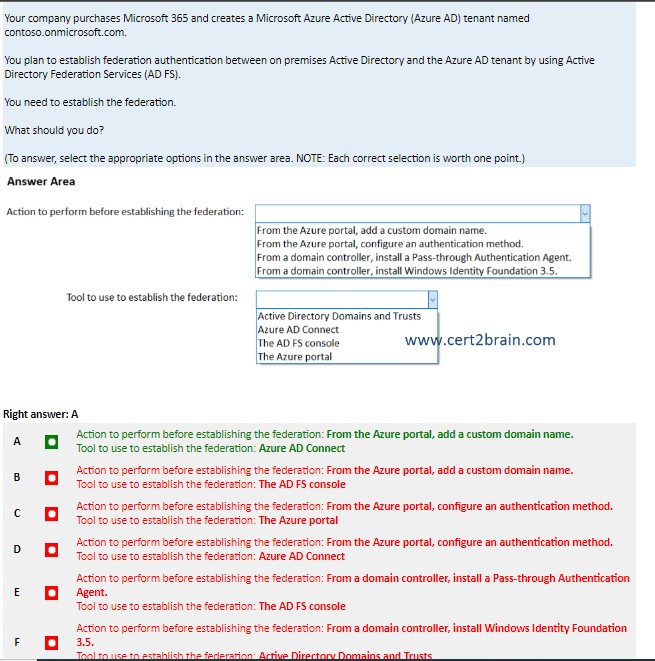 Your company purchases Microsoft 365 and creates a Microsoft Azure Active Directory (Azure AD) tenant named
contoso.onmicrosoft.com.
You plan to establish federation authentication between on premises Active Directory and the Azure AD tenant by using Active
Directory Federation Services (AD FS).
You need to establish the federation.
What should you do?
(To answer, select the appropriate options in the answer area. NOTE: Each correct selection is worth one point.)
Answer Area
Action to perform before establishing the federation:
From the Azure portal, add a custom domain name.
From the Azure portal, configure an authentication method.
From a domain controller, install a Pass-through Authentication Agent.
From a domain controller, install Windows Identity Foundation 3.5.
Tool to use to establish the federation:
Active Directory Domains and Trusts
Azure AD Connect
The AD FS console
The Azure portal
www.cert2brain.com
Right answer: A
A
Action to perform before establishing the federation: From the Azure portal, add a custom domain name.
Tool to use to establish the federation: Azure AD Connect
B
Action to perform before establishing the federation: From the Azure portal, add a custom domain name.
Tool to use to establish the federation: The AD FS console
C
Action to perform before establishing the federation: From the Azure portal, configure an authentication method.
Tool to use to establish the federation: The Azure portal
D
Action to perform before establishing the federation: From the Azure portal, configure an authentication method.
Tool to use to establish the federation: Azure AD Connect
E
Action to perform before establishing the federation: From a domain controller, install a Pass-through Authentication
Agent.
Tool to use to establish the federation: The AD FS console
F
Action to perform before establishing the federation: From a domain controller, install Windows Identity Foundation
3.5.
Tool to use to establish the federation: Active Directory Domains and Trusts